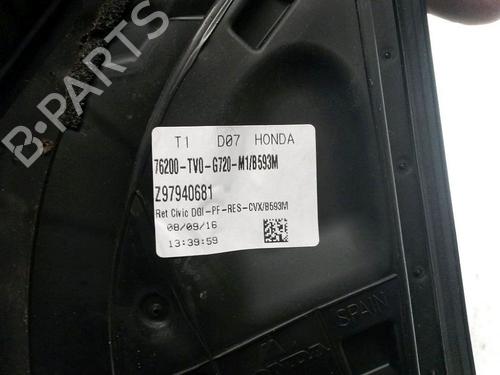 T1 D07 HONDA
76200-TV0-G720-M1/B593M
Z97940681
Ret Civic DGI-PF-RES-CVX/B593M
08/09/16
13:39:59
SPAIN
B-PARTS